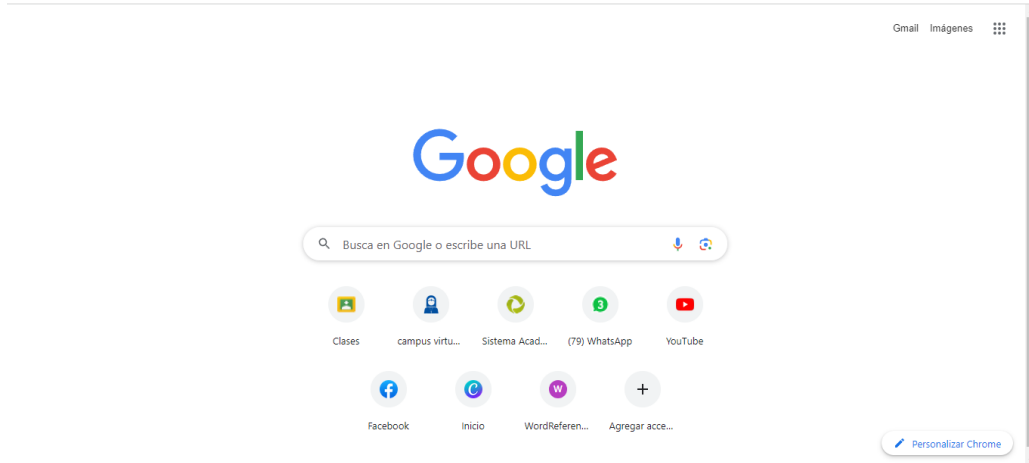 Gmail Imágenes
Google
Busca en Google o escribe una URL
3
Clases campus virtu... Sistema Acad... (79) WhatsApp YouTube
C W
Facebook Inicio WordReferen... Agregar acce...
Personalizar Chrome